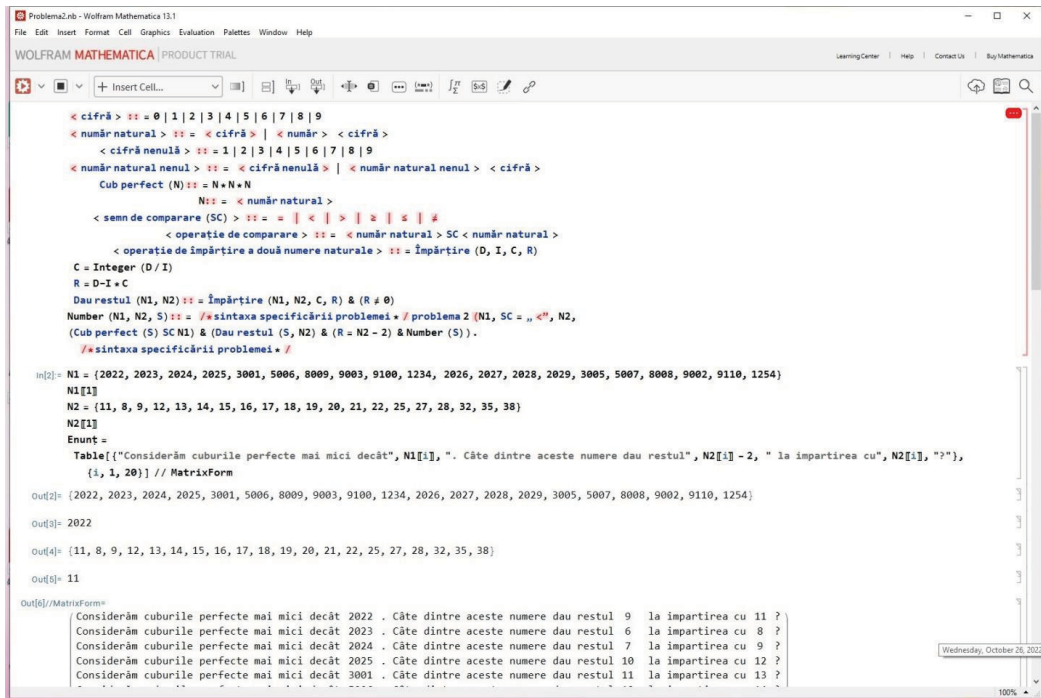 Problema2.nb - Wolfram Mathematica 13.1
File Edit Insert Format Cell Graphics Evaluation Palettes Window Help
WOLFRAM MATHEMATICA | PRODUCT TRIAL
Learning Center | Help | Contact Us | Buy Mathematica
+ Insert Cell...
< cifră > ::= 0 | 1 | 2 | 3 | 4 | 5 | 6 | 7 | 8 | 9
< număr natural > ::= < cifră > | < număr > < cifră >
< cifră nenulă > ::= 1 | 2 | 3 | 4 | 5 | 6 | 7 | 8 | 9
< număr natural nenul > ::= < cifră nenulă > | < număr natural nenul > < cifră >
Cub perfect (N) ::= N*N*N
N::= < număr natural >
< semn de comparare (SC) > ::= = | < | > | ≥ | ≤ | ≠
< operație de comparare > ::= < număr natural > SC < număr natural >
< operație de împărțire a două numere naturale > ::= Împărțire (D, I, C, R)
C = Integer (D / I)
R = D-I * C
Dau restul (N1, N2) ::= Împărțire (N1, N2, C, R) & (R ≠ 0)
Number (N1, N2, S) ::= /*sintaxa specificării problemei * / problema 2 (N1, SC = „ <”, N2,
(Cub perfect (S) SC N1) & (Dau restul (S, N2) & (R = N2 - 2) & Number (S)).
/*sintaxa specificării problemei * /
In[2]:= N1 = {2022, 2023, 2024, 2025, 3001, 5006, 8009, 9003, 9100, 1234, 2026, 2027, 2028, 2029, 3005, 5007, 8008, 9002, 9110, 1254}
N1[[1]]
N2 = {11, 8, 9, 12, 13, 14, 15, 16, 17, 18, 19, 20, 21, 22, 25, 27, 28, 32, 35, 38}
N2[[1]]
Enunț =
Table[{"Considerăm cuburile perfecte mai mici decât", N1[[i]], ". Câte dintre aceste numere dau restul", N2[[i]] - 2, " la impartirea cu", N2[[i]], "?"},
{i, 1, 20}] // MatrixForm
Out[2]= {2022, 2023, 2024, 2025, 3001, 5006, 8009, 9003, 9100, 1234, 2026, 2027, 2028, 2029, 3005, 5007, 8008, 9002, 9110, 1254}
Out[3]= 2022
Out[4]= {11, 8, 9, 12, 13, 14, 15, 16, 17, 18, 19, 20, 21, 22, 25, 27, 28, 32, 35, 38}
Out[5]= 11
Out[6]//MatrixForm=
Considerăm cuburile perfecte mai mici decât 2022 . Câte dintre aceste numere dau restul 9 la impartirea cu 11 ?
Considerăm cuburile perfecte mai mici decât 2023 . Câte dintre aceste numere dau restul 6 la impartirea cu 8 ?
Considerăm cuburile perfecte mai mici decât 2024 . Câte dintre aceste numere dau restul 7 la impartirea cu 9 ?
Considerăm cuburile perfecte mai mici decât 2025 . Câte dintre aceste numere dau restul 10 la impartirea cu 12 ?
Considerăm cuburile perfecte mai mici decât 3001 . Câte dintre aceste numere dau restul 11 la impartirea cu 13 ?
Wednesday, October 26, 2022
100%